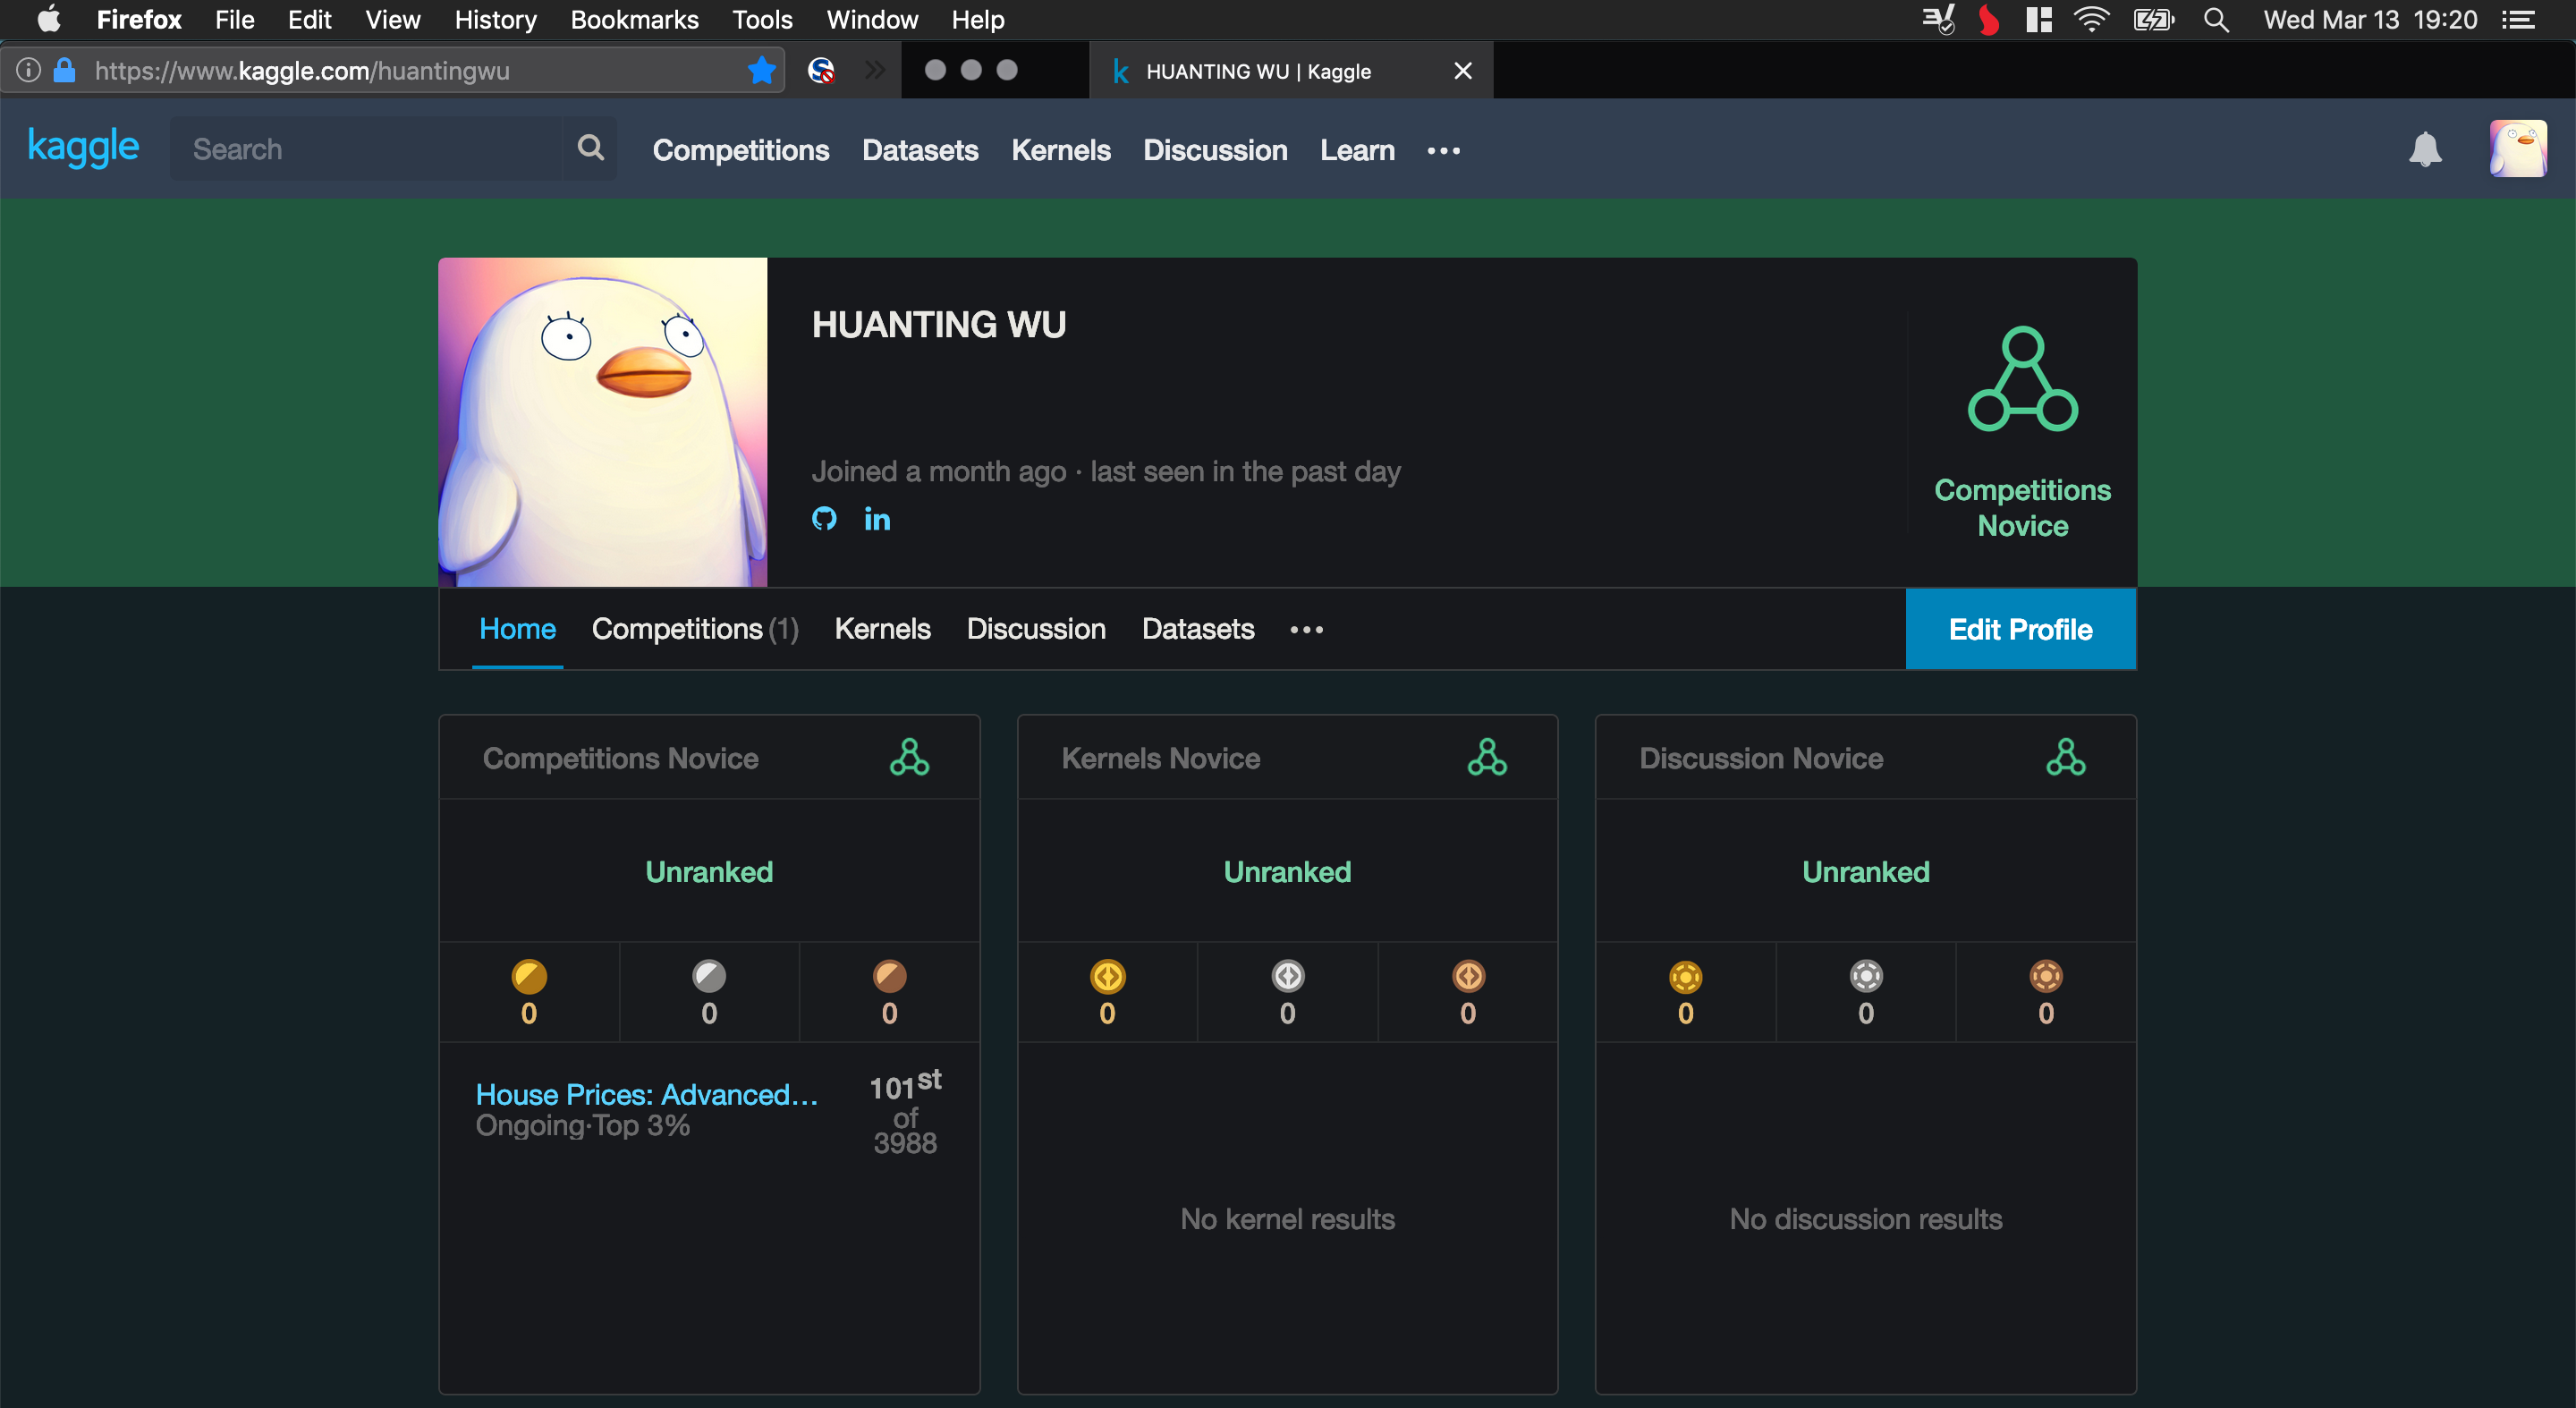 Firefox File Edit View History Bookmarks Tools Window Help Wed Mar 13 19:20
https://www.kaggle.com/huantingwu HUANTING WU | Kaggle
kaggle Search Competitions Datasets Kernels Discussion Learn
HUANTING WU
Joined a month ago · last seen in the past day
in
Competitions
Novice
Home Competitions (1) Kernels Discussion Datasets Edit Profile
Competitions Novice
Unranked
0 0 0
House Prices: Advanced...
Ongoing·Top 3%
101st
of
3988
Kernels Novice
Unranked
0 0 0
No kernel results
Discussion Novice
Unranked
0 0 0
No discussion results